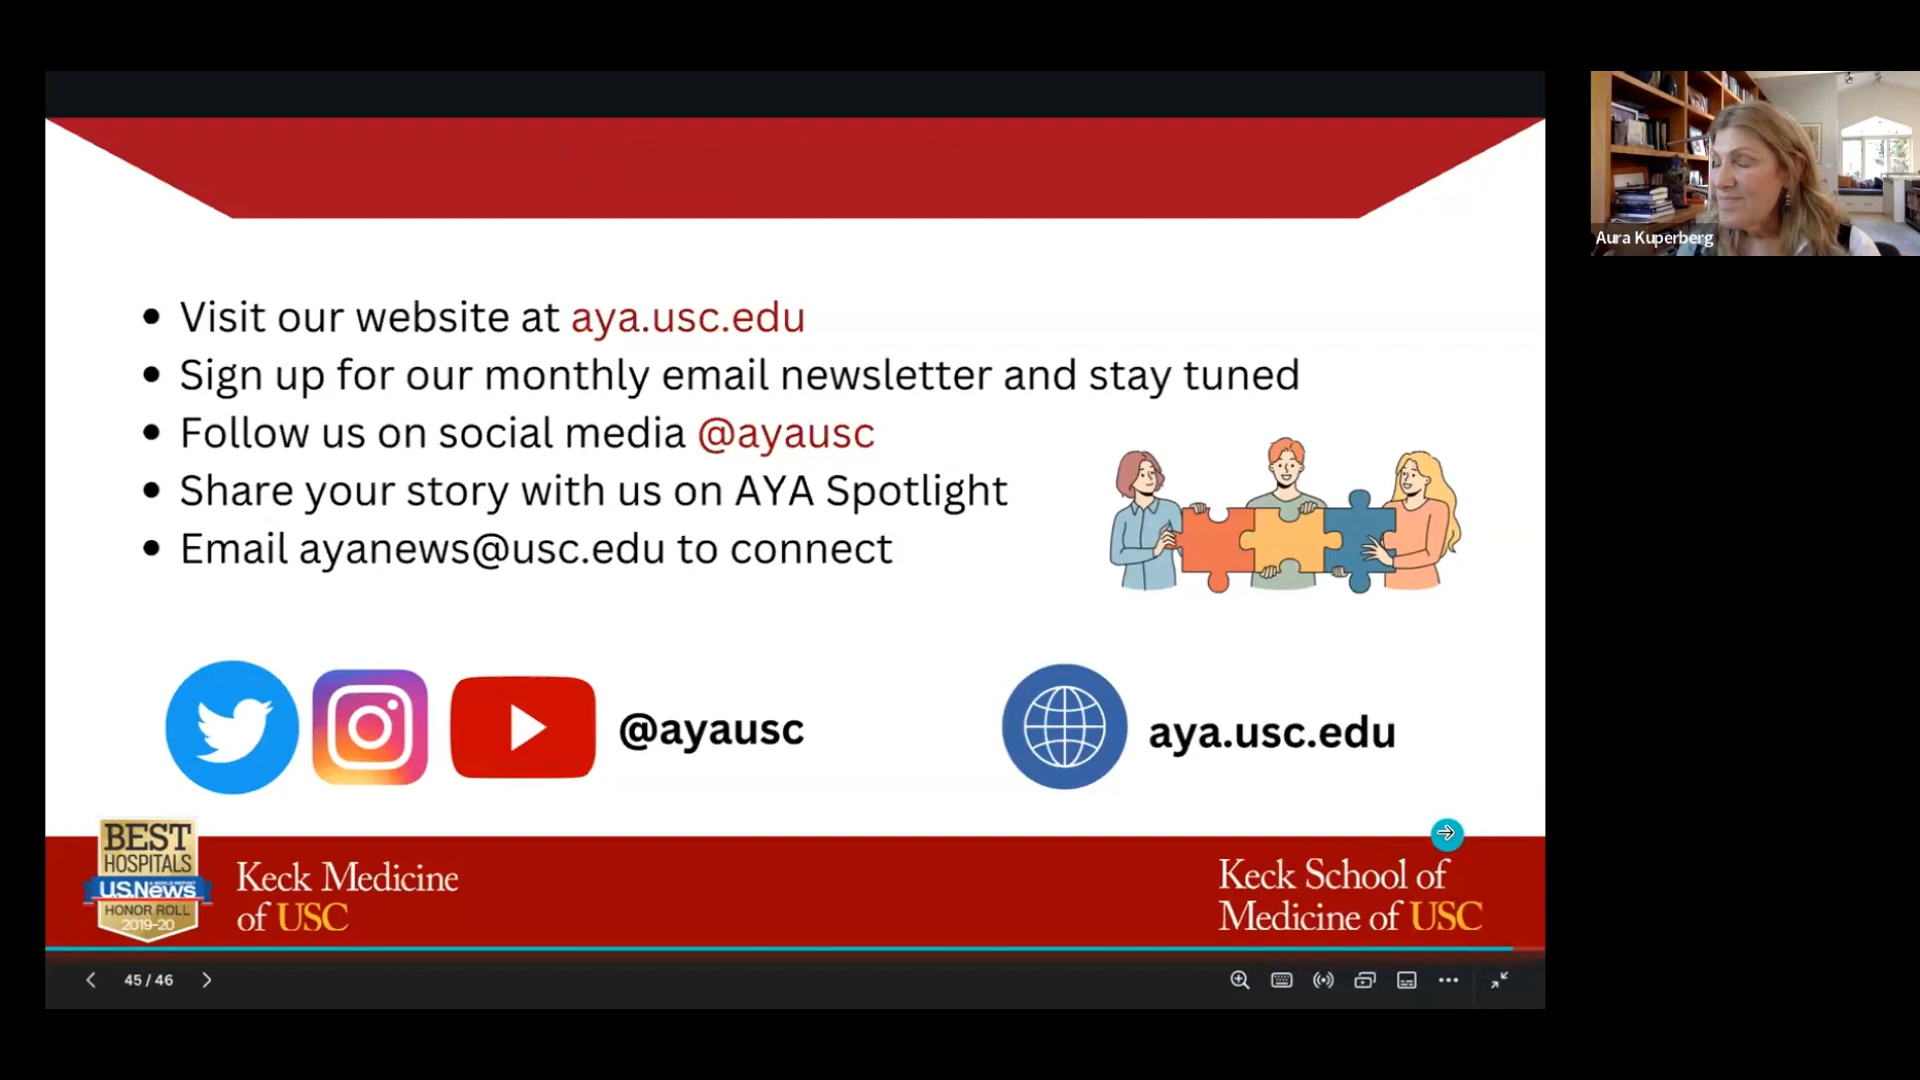 Visit our website at aya.usc.edu
Sign up for our monthly email newsletter and stay tuned
Follow us on social media @ayausc
Share your story with us on AYA Spotlight
Email ayanews@usc.edu to connect
@ayausc
aya.usc.edu
BEST
HOSPITALS
U.S.News
HONOR ROLL
2019-20
Keck Medicine
of USC
Keck School of
Medicine of USC
45 / 46
Aura Kuperberg